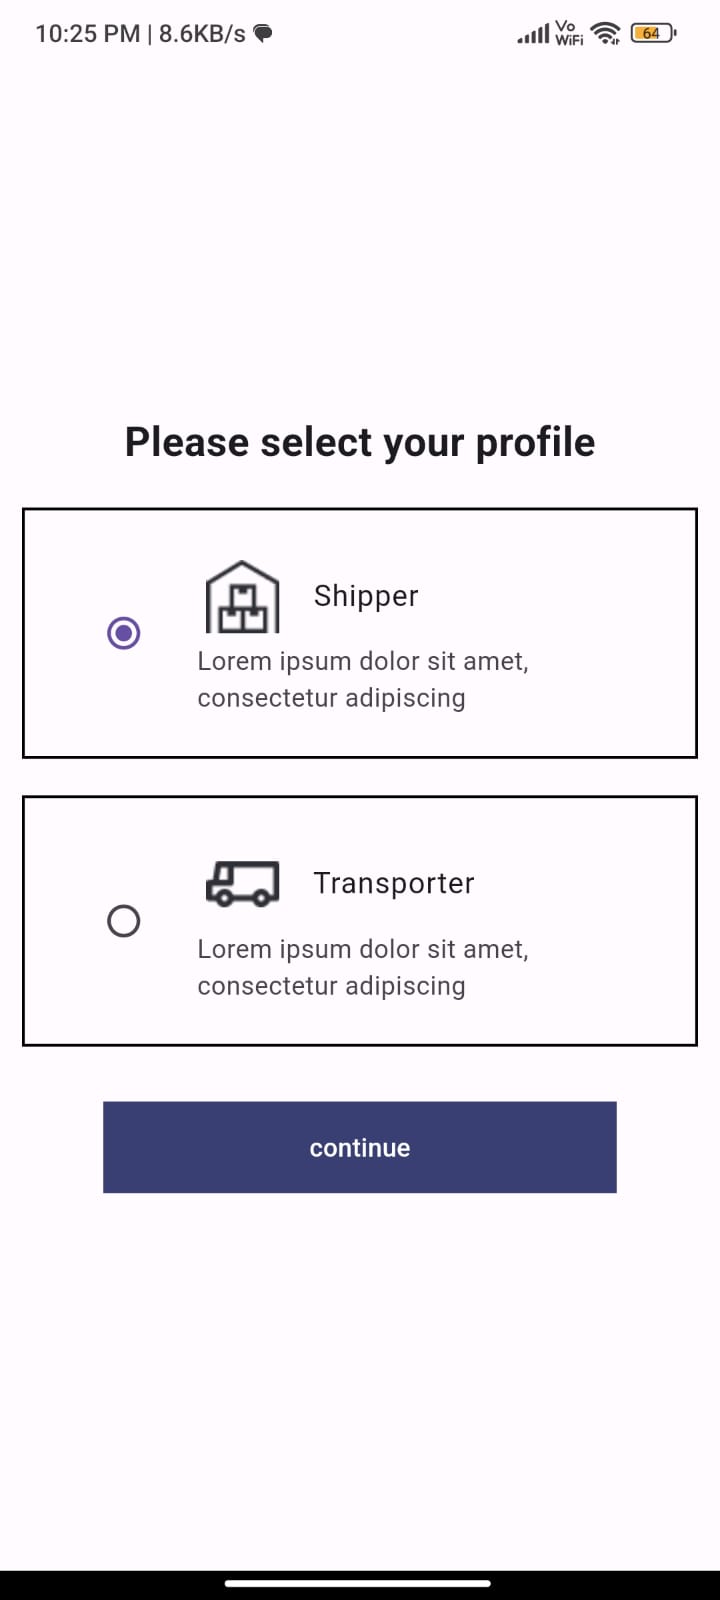 10:25 PM | 8.6KB/s
Vo
WiFi
64
Please select your profile
Shipper
Lorem ipsum dolor sit amet,
consectetur adipiscing
Transporter
Lorem ipsum dolor sit amet,
consectetur adipiscing
continue